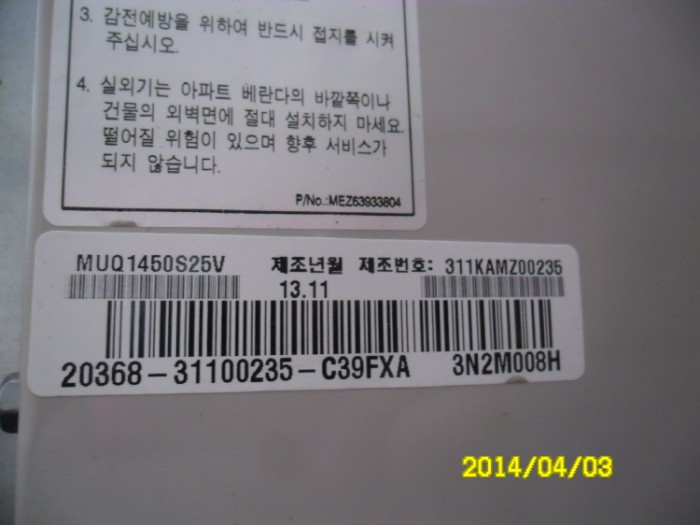 3. 감전예방을 위하여 반드시 접지를 시켜
주십시오.
4. 실외기는 아파트 베란다의 바깥쪽이나
건물의 외벽면에 절대 설치하지 마세요.
떨어질 위험이 있으며 향후 서비스가
되지 않습니다.
P/No.:MEZ63933804
MUQ1450S25V 제조년월 제조번호: 311KAMZ00235
13.11
20368-31100235-C39FXA 3N2M008H
2014/04/03